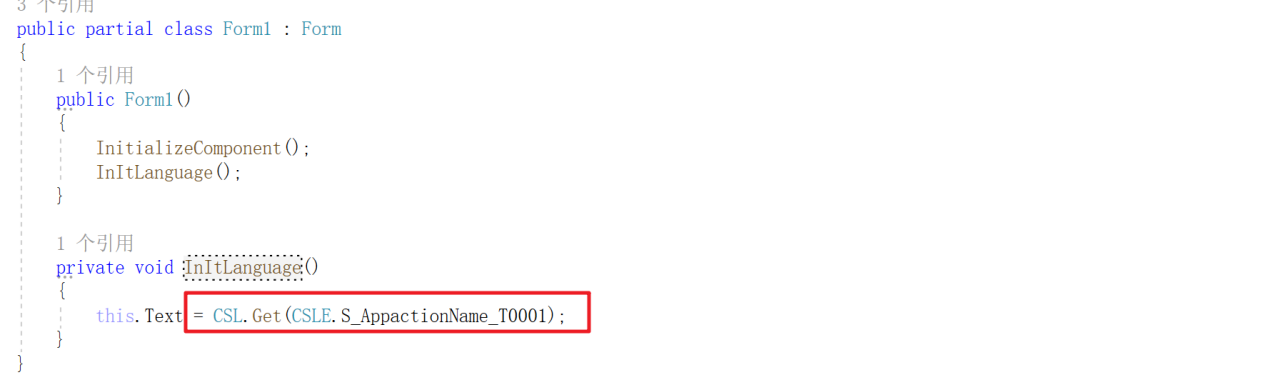 3 个引用
public partial class Form1 : Form
{
1 个引用
public Form1()
{
InitializeComponent();
InItLanguage();
}
1 个引用
private void InItLanguage()
{
this.Text = CSL.Get(CSLE.S_AppactionName_T0001);
}
}